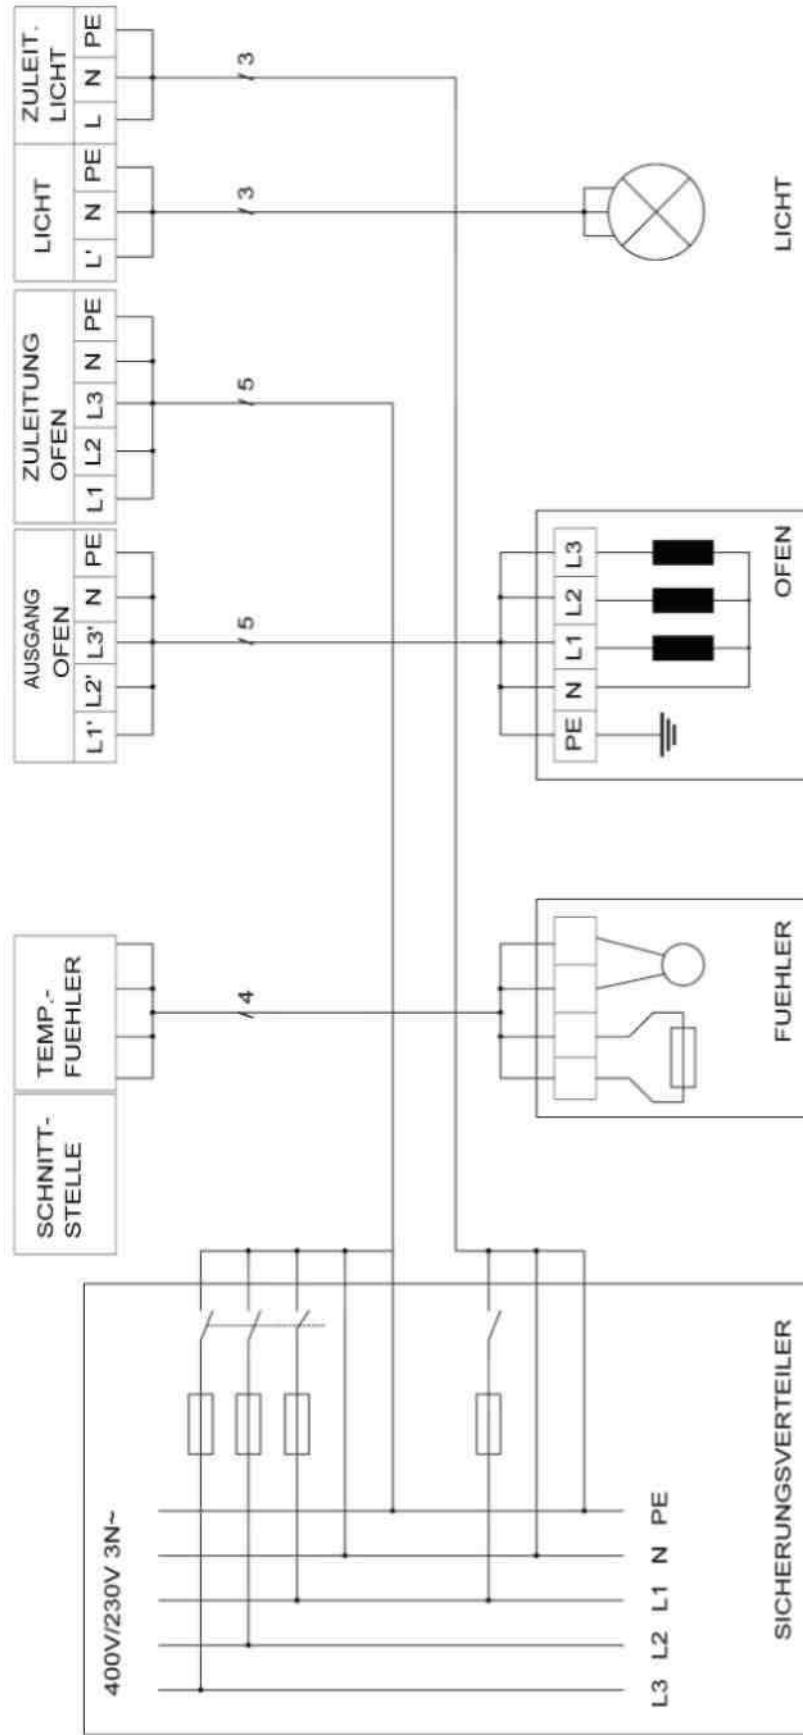 400V/230V 3N~
L3 L2 L1 N PE
SICHERUNGSVERTEILER
SCHNITT-
STELLE
TEMP.-
FUEHLER
4
FUEHLER
AUSGANG
OFEN
L1' L2' L3' N PE
5
PE N L1 L2 L3
OFEN
ZULEITUNG
OFEN
L1 L2 L3 N PE
5
LICHT
L' N PE
3
LICHT
ZULEIT.
LICHT
L N PE
3